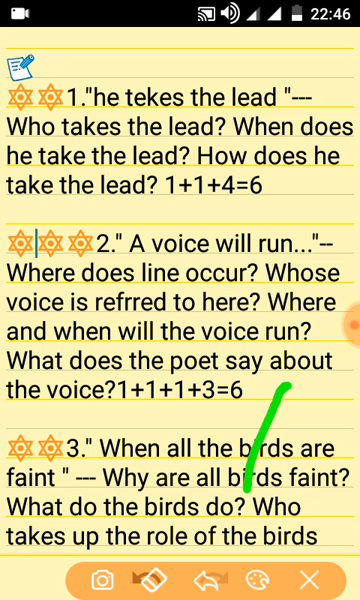 22:46
1."he tekes the lead "---
Who takes the lead? When does
he take the lead? How does he
take the lead? 1+1+4=6
2." A voice will run..."--
Where does line occur? Whose
voice is refrred to here? Where
and when will the voice run?
What does the poet say about
the voice?1+1+1+3=6
3." When all the birds are
faint " --- Why are all birds faint?
What do the birds do? Who
takes up the role of the birds